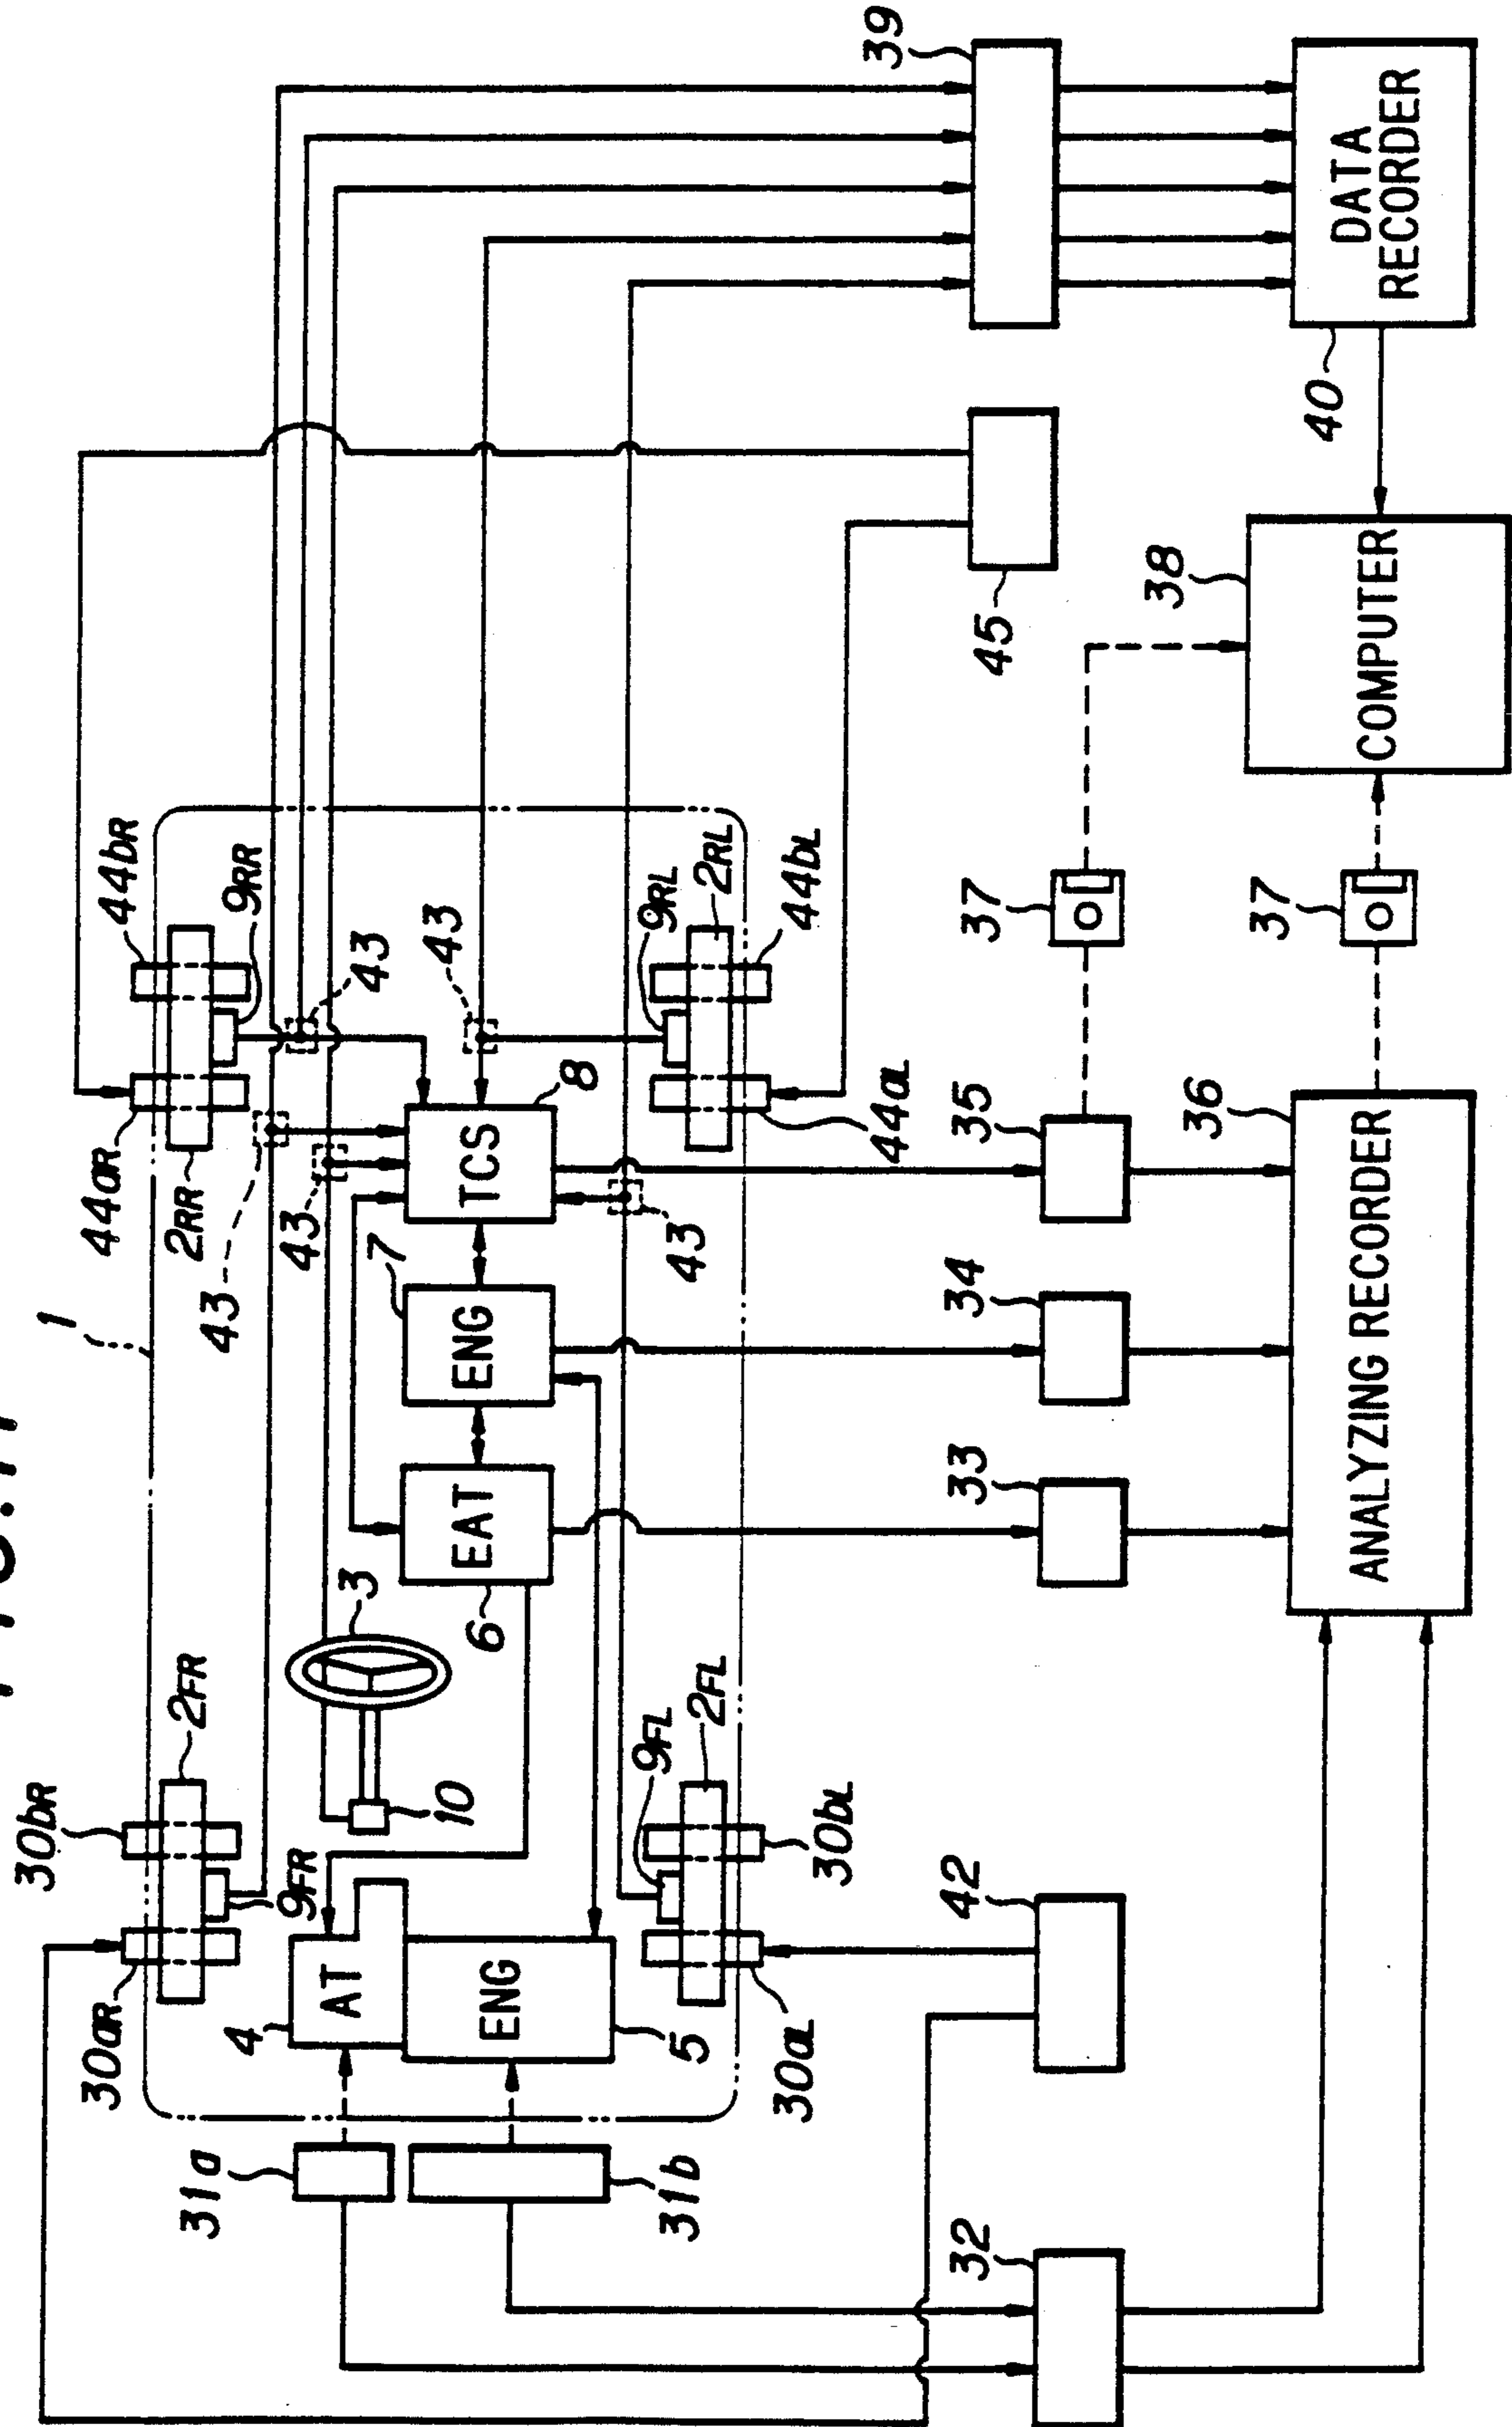 FIG. 11
1
30bR
2FR
30aR
9FR
44aR
44bR
2RR
9RR
43
43
43
43
43
3
10
4
AT
ENG
5
EAT
6
ENG
7
TCS
8
9FL
2FL
30aL
30bL
9RL
2RL
44aL
44bL
31a
31b
32
42
33
34
35
45
39
ANALYZING RECORDER
36
37
37
COMPUTER
38
DATA
RECORDER
40